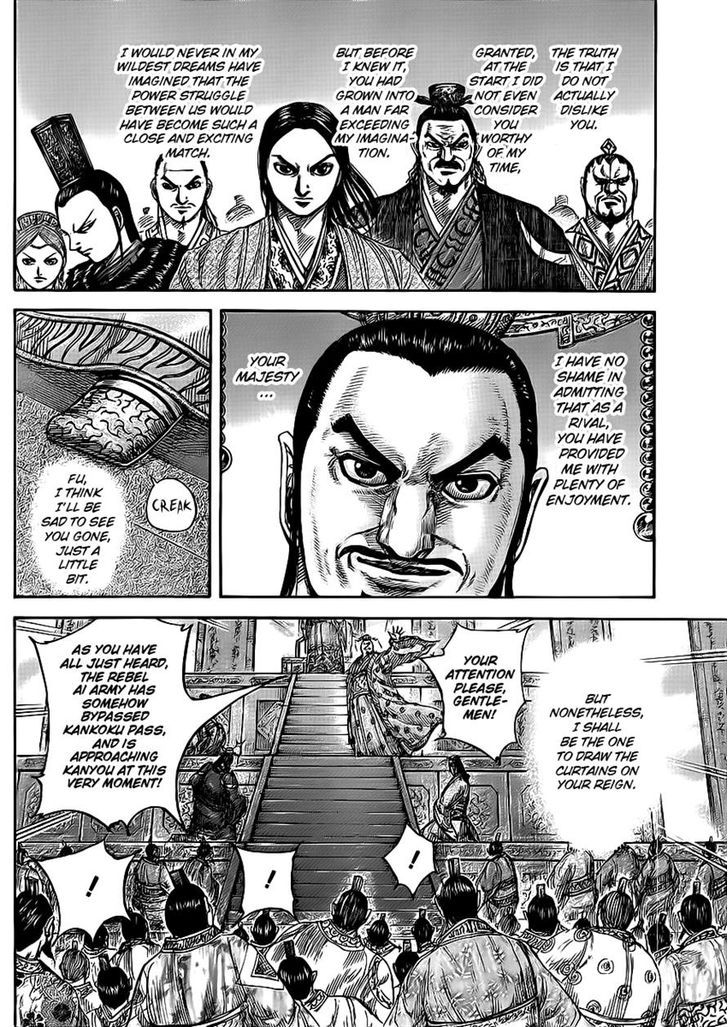 THE TRUTH
IS THAT I
DO NOT
ACTUALLY
DISLIKE
YOU.
GRANTED,
AT THE
START I DID
NOT EVEN
CONSIDER
YOU
WORTHY
OF MY
TIME,
BUT BEFORE
I KNEW IT,
YOU HAD
GROWN INTO
A MAN FAR
EXCEEDING
MY IMAGINA-
TION.
I WOULD NEVER IN MY
WILDEST DREAMS HAVE
IMAGINED THAT THE
POWER STRUGGLE
BETWEEN US WOULD
HAVE BECOME SUCH A
CLOSE AND EXCITING
MATCH.
I HAVE NO
SHAME IN
ADMITTING
THAT AS A
RIVAL,
YOU HAVE
PROVIDED
ME WITH
PLENTY OF
ENJOYMENT.
YOUR
MAJESTY
...
CREAK
FU,
I THINK
I'LL BE
SAD TO SEE
YOU GONE,
JUST A
LITTLE
BIT.
BUT
NONETHELESS,
I SHALL
BE THE ONE
TO DRAW THE
CURTAINS ON
YOUR REIGN.
YOUR
ATTENTION
PLEASE,
GENTLE-
MEN!
AS YOU HAVE
ALL JUST HEARD,
THE REBEL
AI ARMY HAS
SOMEHOW
BYPASSED
KANKOKU PASS,
AND IS
APPROACHING
KANYOU AT THIS
VERY MOMENT!
!
!
!